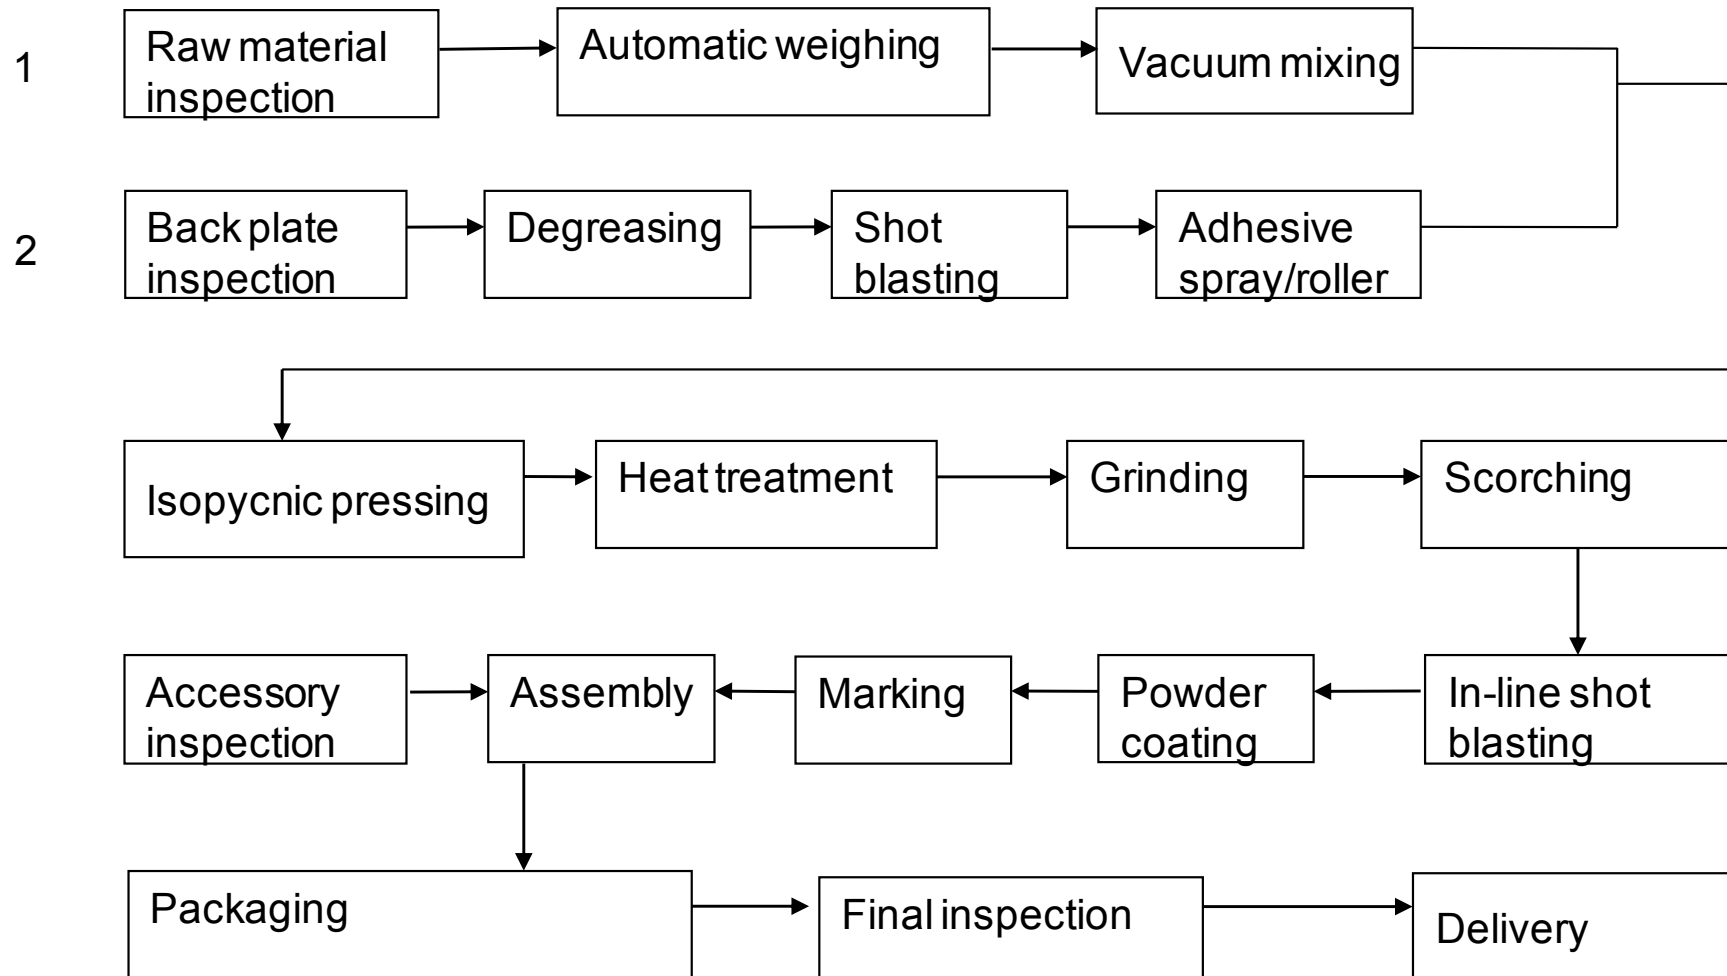 1
Raw material
inspection
Automatic weighing
Vacuum mixing
2
Back plate
inspection
Degreasing
Shot
blasting
Adhesive
spray/roller
Isopycnic pressing
Heat treatment
Grinding
Scorching
Accessory
inspection
Assembly
Marking
Powder
coating
In-line shot
blasting
Packaging
Final inspection
Delivery